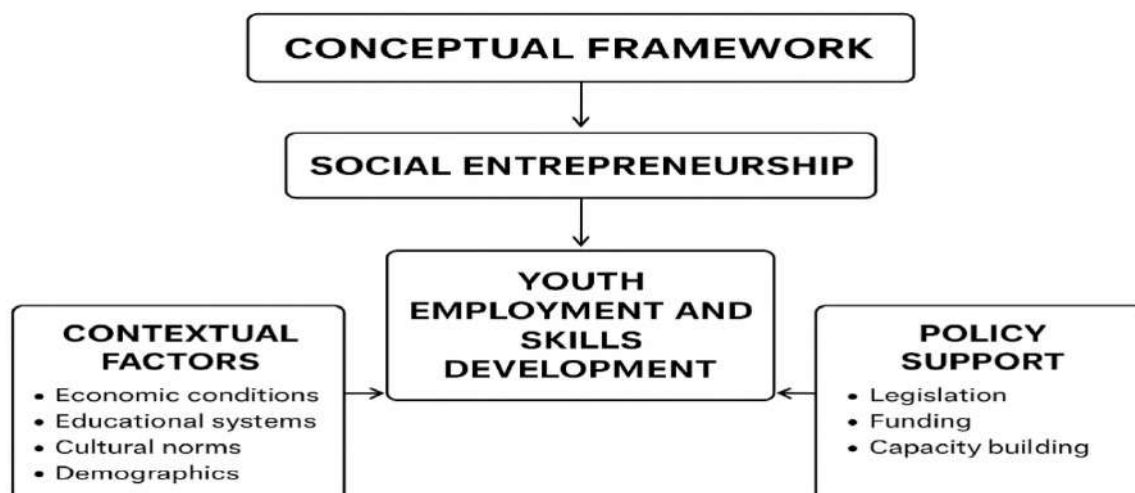 CONCEPTUAL FRAMEWORK
SOCIAL ENTREPRENEURSHIP
YOUTH
EMPLOYMENT AND
SKILLS
DEVELOPMENT
CONTEXTUAL
FACTORS
• Economic conditions
• Educational systems
• Cultural norms
• Demographics
POLICY
SUPPORT
• Legislation
• Funding
• Capacity building